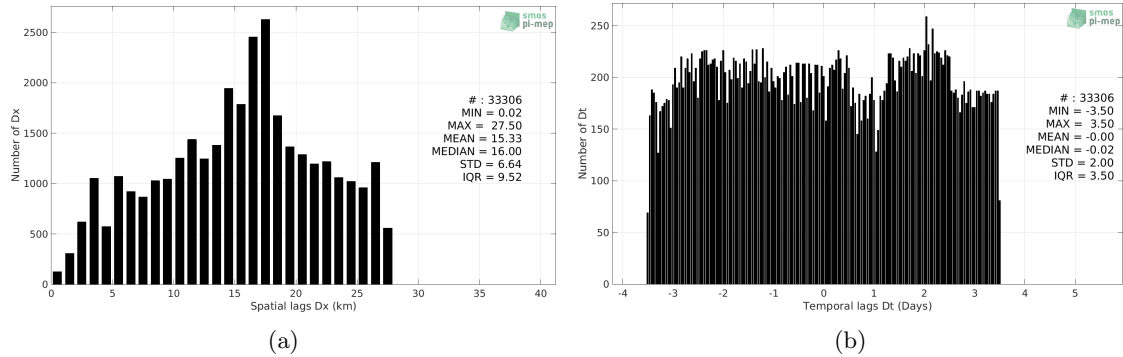 smos
pi-mep
2500
2000
1500
1000
500
0
Number of Dx
# : 33306
MIN = 0.02
MAX = 27.50
MEAN = 15.33
MEDIAN = 16.00
STD = 6.64
IQR = 9.52
0 5 10 15 20 25 30 35 40
Spatial lags Dx (km)
(a)
smos
pi-mep
250
200
150
100
50
0
Number of Dt
# : 33306
MIN = -3.50
MAX = 3.50
MEAN = -0.00
MEDIAN = -0.02
STD = 2.00
IQR = 3.50
-4 -3 -2 -1 0 1 2 3 4 5
Temporal lags Dt (Days)
(b)